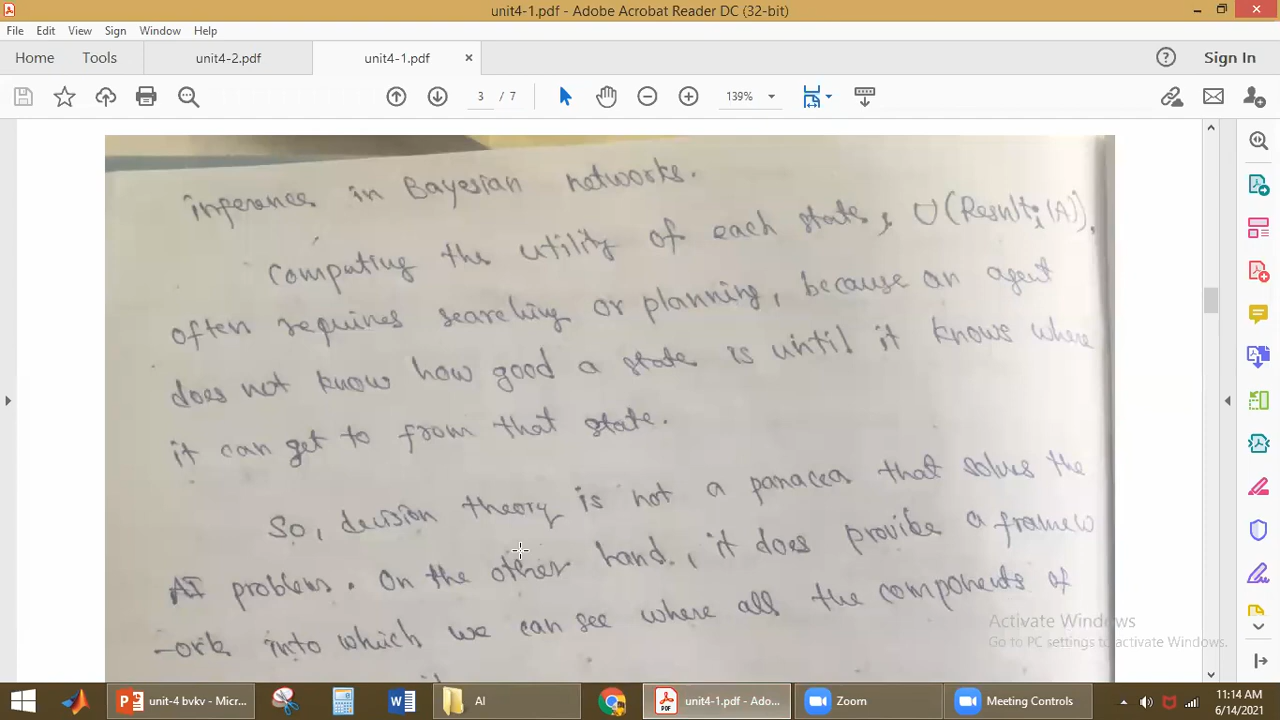 unit4-1.pdf - Adobe Acrobat Reader DC (32-bit)
File Edit View Sign Window Help
Home Tools unit4-2.pdf unit4-1.pdf × Sign In
3 / 7 139%
inference in Bayesian networks.
Computing the utility of each state, U(Resulti(A)),
often requires searching or planning, because an agent
does not know how good a state is until it knows where
it can get to from that state.
So, decision theory is not a panacea that solves the
AI problem. On the other hand, it does provide a framew
-ork into which we can see where all the components of
Activate Windows
Go to PC settings to activate Windows.
unit-4 bvkv - Micr... AI unit4-1.pdf - Ado... Zoom Meeting Controls 11:14 AM
6/14/2021